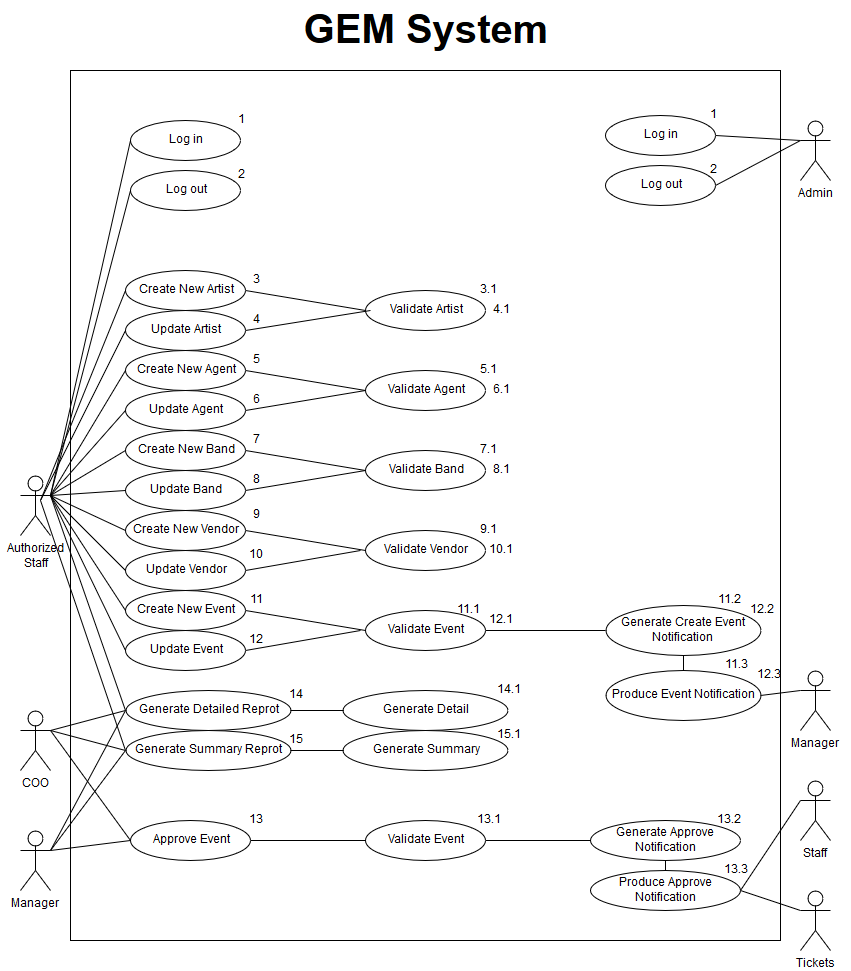 GEM System
1
Log in
2
Log out
1
Log in
2
Log out
Admin
3
Create New Artist
4
Update Artist
3.1
Validate Artist
4.1
5
Create New Agent
6
Update Agent
5.1
Validate Agent
6.1
7
Create New Band
8
Update Band
7.1
Validate Band
8.1
9
Create New Vendor
10
Update Vendor
9.1
Validate Vendor
10.1
Authorized
Staff
11
Create New Event
12
Update Event
11.1
12.1
Validate Event
11.2
12.2
Generate Create Event
Notification
11.3
12.3
Produce Event Notification
Manager
14
Generate Detailed Reprot
14.1
Generate Detail
15
Generate Summary Reprot
15.1
Generate Summary
COO
13
Approve Event
13.1
Validate Event
13.2
Generate Approve
Notification
13.3
Produce Approve
Notification
Manager
Staff
Tickets